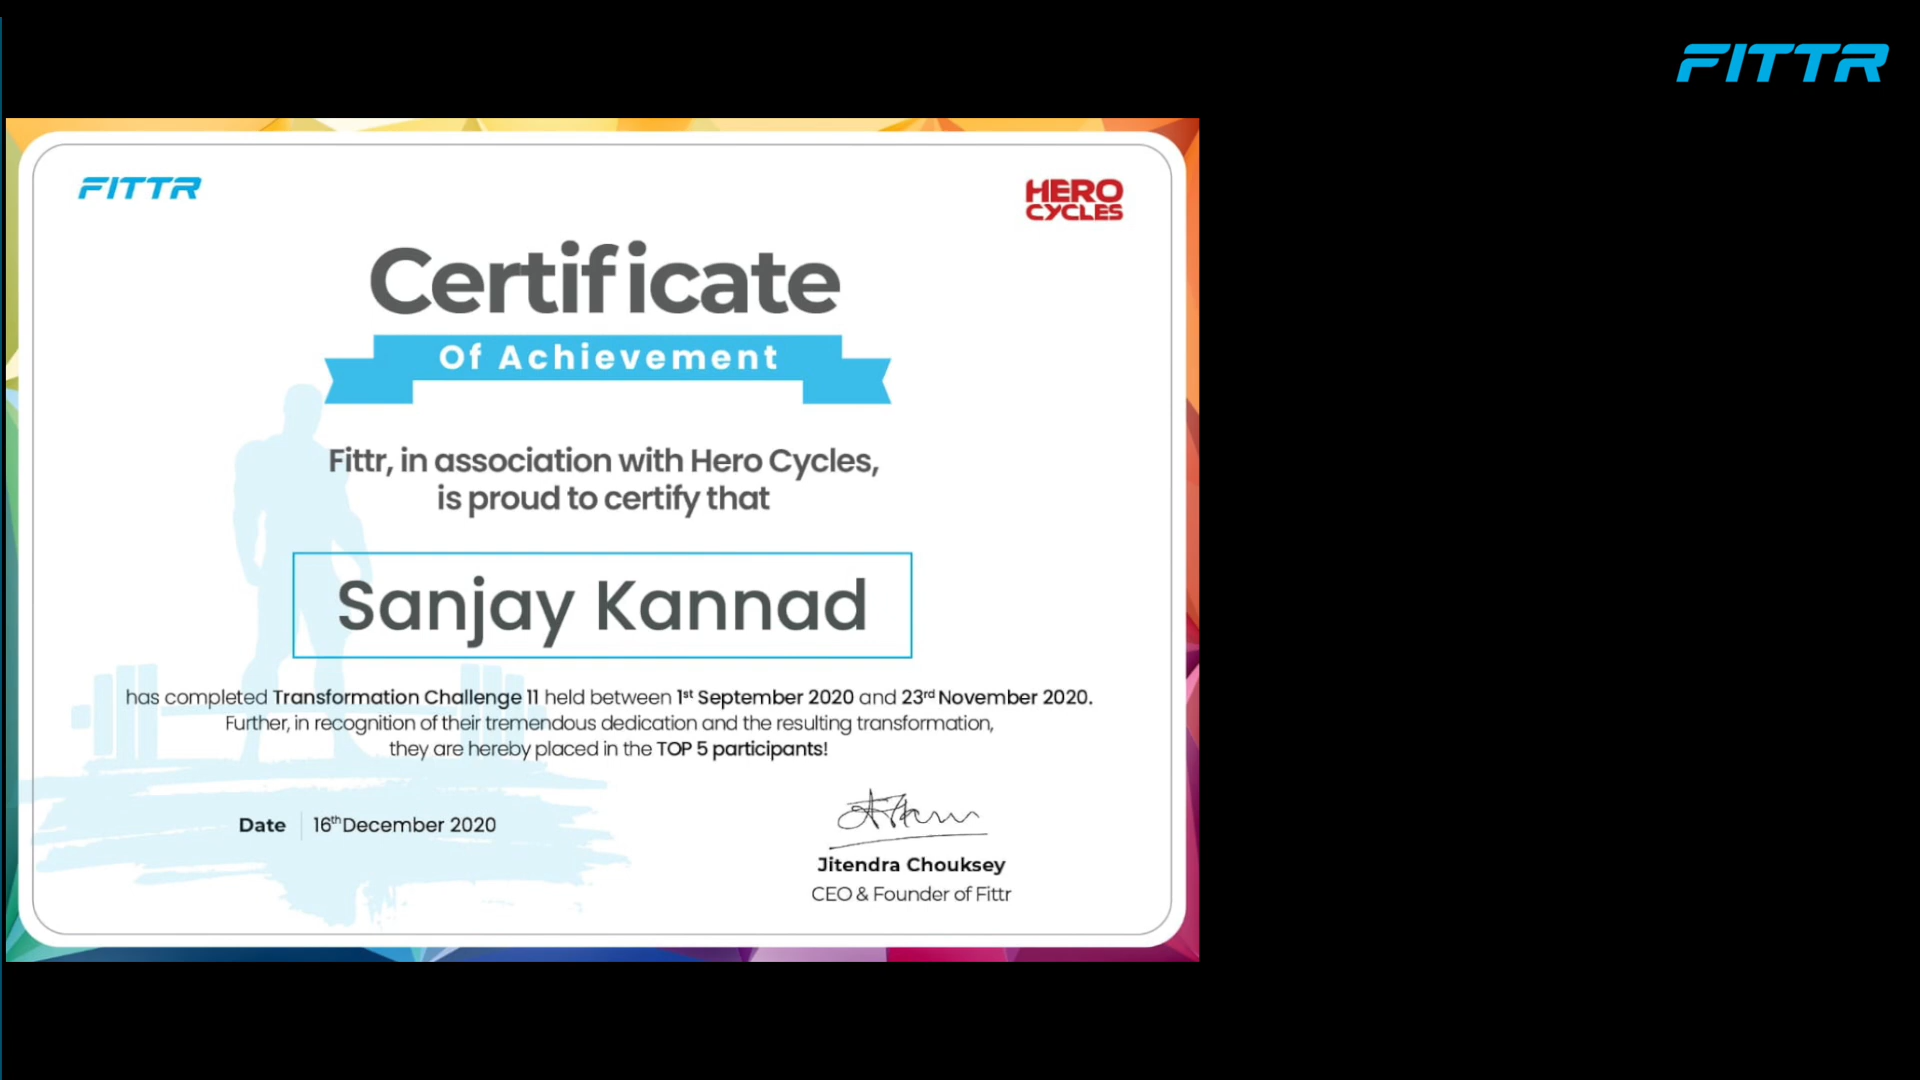 FITTR
FITTR
HERO
CYCLES
Certificate
Of Achievement
Fittr, in association with Hero Cycles,
is proud to certify that
Sanjay Kannad
has completed Transformation Challenge 11 held between 1st September 2020 and 23rd November 2020.
Further, in recognition of their tremendous dedication and the resulting transformation,
they are hereby placed in the TOP 5 participants!
Date 16th December 2020
Jitendra Chouksey
CEO & Founder of Fittr